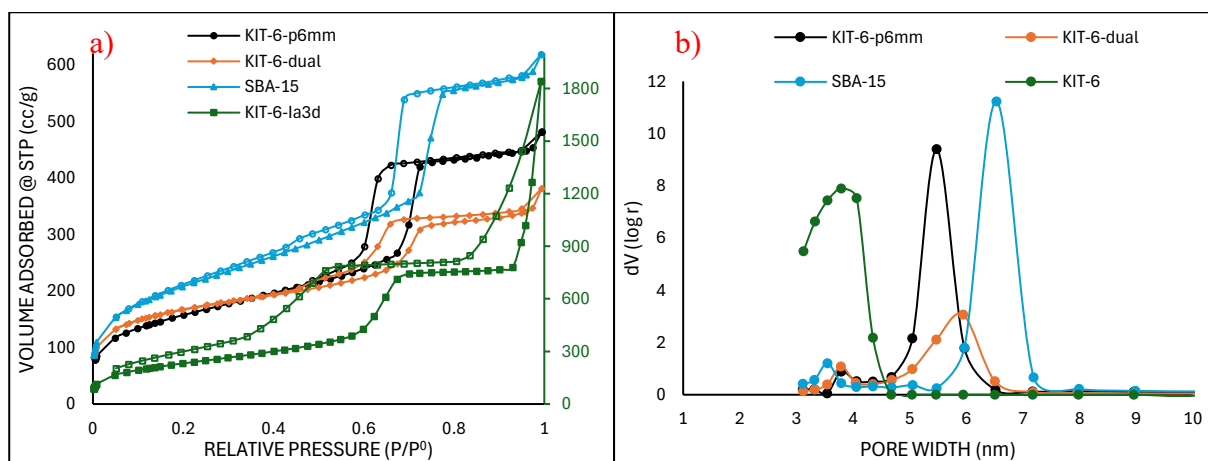 a)
KIT-6-p6mm
KIT-6-dual
SBA-15
KIT-6-Ia3d
VOLUME ADSORBED @ STP (cc/g)
600
500
400
300
200
100
0
1800
1500
1200
900
600
300
0
0 0.2 0.4 0.6 0.8 1
RELATIVE PRESSURE (P/P⁰)
b)
KIT-6-p6mm KIT-6-dual
SBA-15 KIT-6
dV (log r)
12
10
8
6
4
2
0
1 2 3 4 5 6 7 8 9 10
PORE WIDTH (nm)